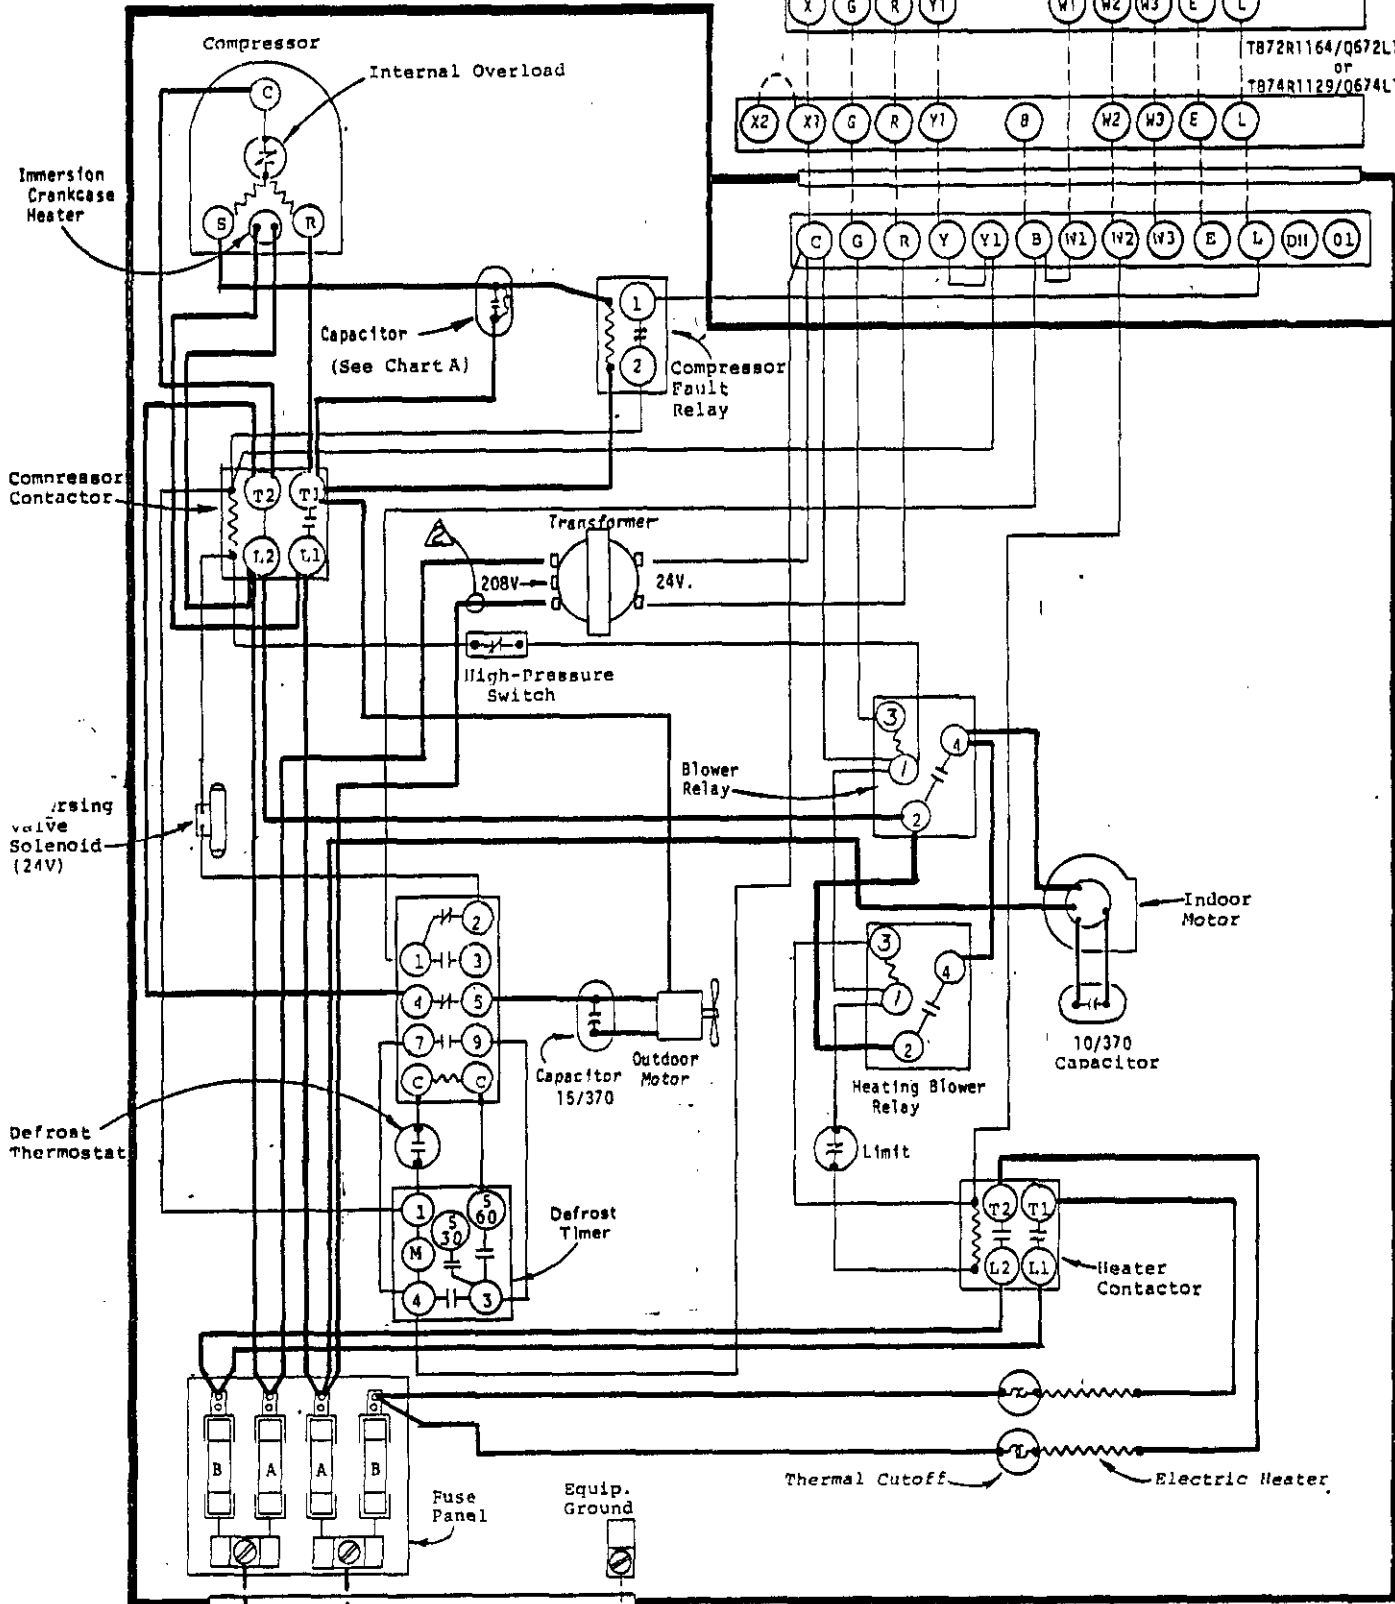 X G R Y1 W1 W2 W3 E L
T872R1164/Q672L
or
T874R1129/Q674L
X2 X1 G R Y1 B W2 W3 E L
C G R Y Y1 B W1 W2 W3 E L O1
Compressor
Internal Overload
C
Immersion
Crankcase
Heater
S R
Capacitor
(See Chart A)
1
2
Compressor
Fault
Relay
Compressor
Contactor
T2 T1
L2 L1
2
Transformer
208V
24V.
High-Pressure
Switch
Blower
Relay
3
4
1
2
rsing
valve
Solenoid
(24V)
Indoor
Motor
10/370
Capacitor
2
1 3
4 5
7 9
C C
Capacitor
15/370
Outdoor
Motor
3
4
1
2
Heating Blower
Relay
Limit
Defrost
Thermostat
1
S
30
S
60
M
4 3
Defrost
Timer
T2 T1
L2 L1
Heater
Contactor
B A A B
Fuse
Panel
Equip.
Ground
Thermal Cutoff
Electric Heater